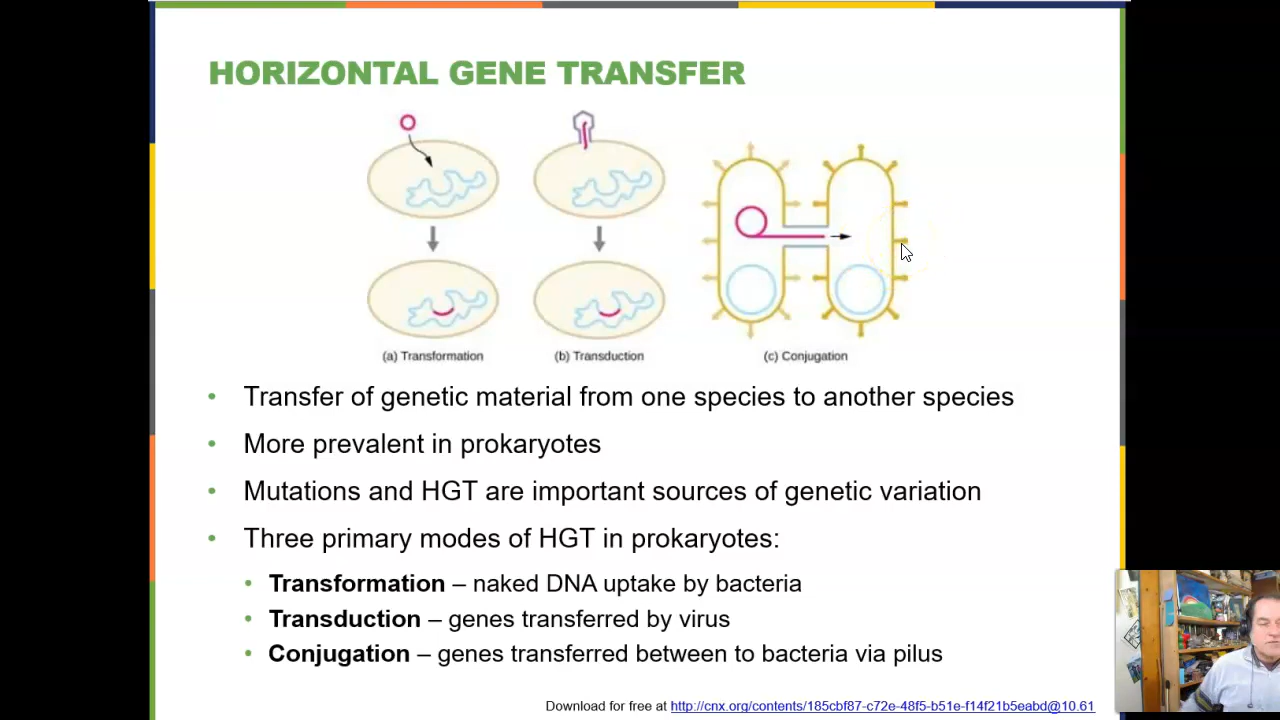 HORIZONTAL GENE TRANSFER
(a) Transformation
(b) Transduction
(c) Conjugation
• Transfer of genetic material from one species to another species
• More prevalent in prokaryotes
• Mutations and HGT are important sources of genetic variation
• Three primary modes of HGT in prokaryotes:
• Transformation – naked DNA uptake by bacteria
• Transduction – genes transferred by virus
• Conjugation – genes transferred between to bacteria via pilus
Download for free at http://cnx.org/contents/185cbf87-c72e-48f5-b51e-f14f21b5eabd@10.61